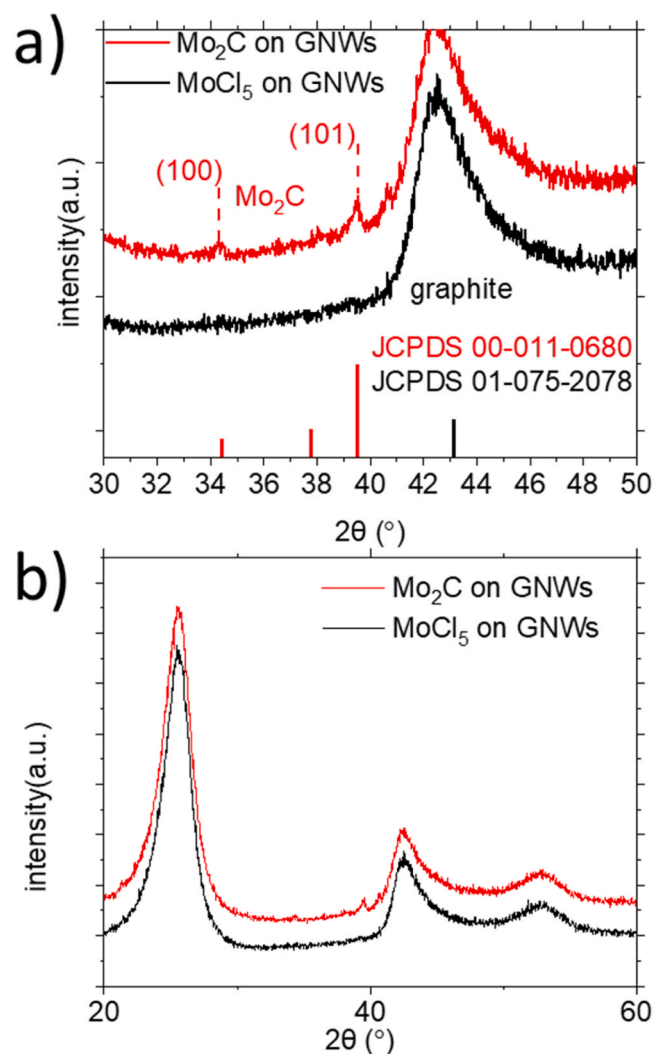 a)
Mo₂C on GNWs
MoCl₅ on GNWs
(100)
(101)
Mo₂C
graphite
JCPDS 00-011-0680
JCPDS 01-075-2078
intensity(a.u.)
30 32 34 36 38 40 42 44 46 48 50
2θ (°)
b)
Mo₂C on GNWs
MoCl₅ on GNWs
intensity(a.u.)
20 40 60
2θ (°)